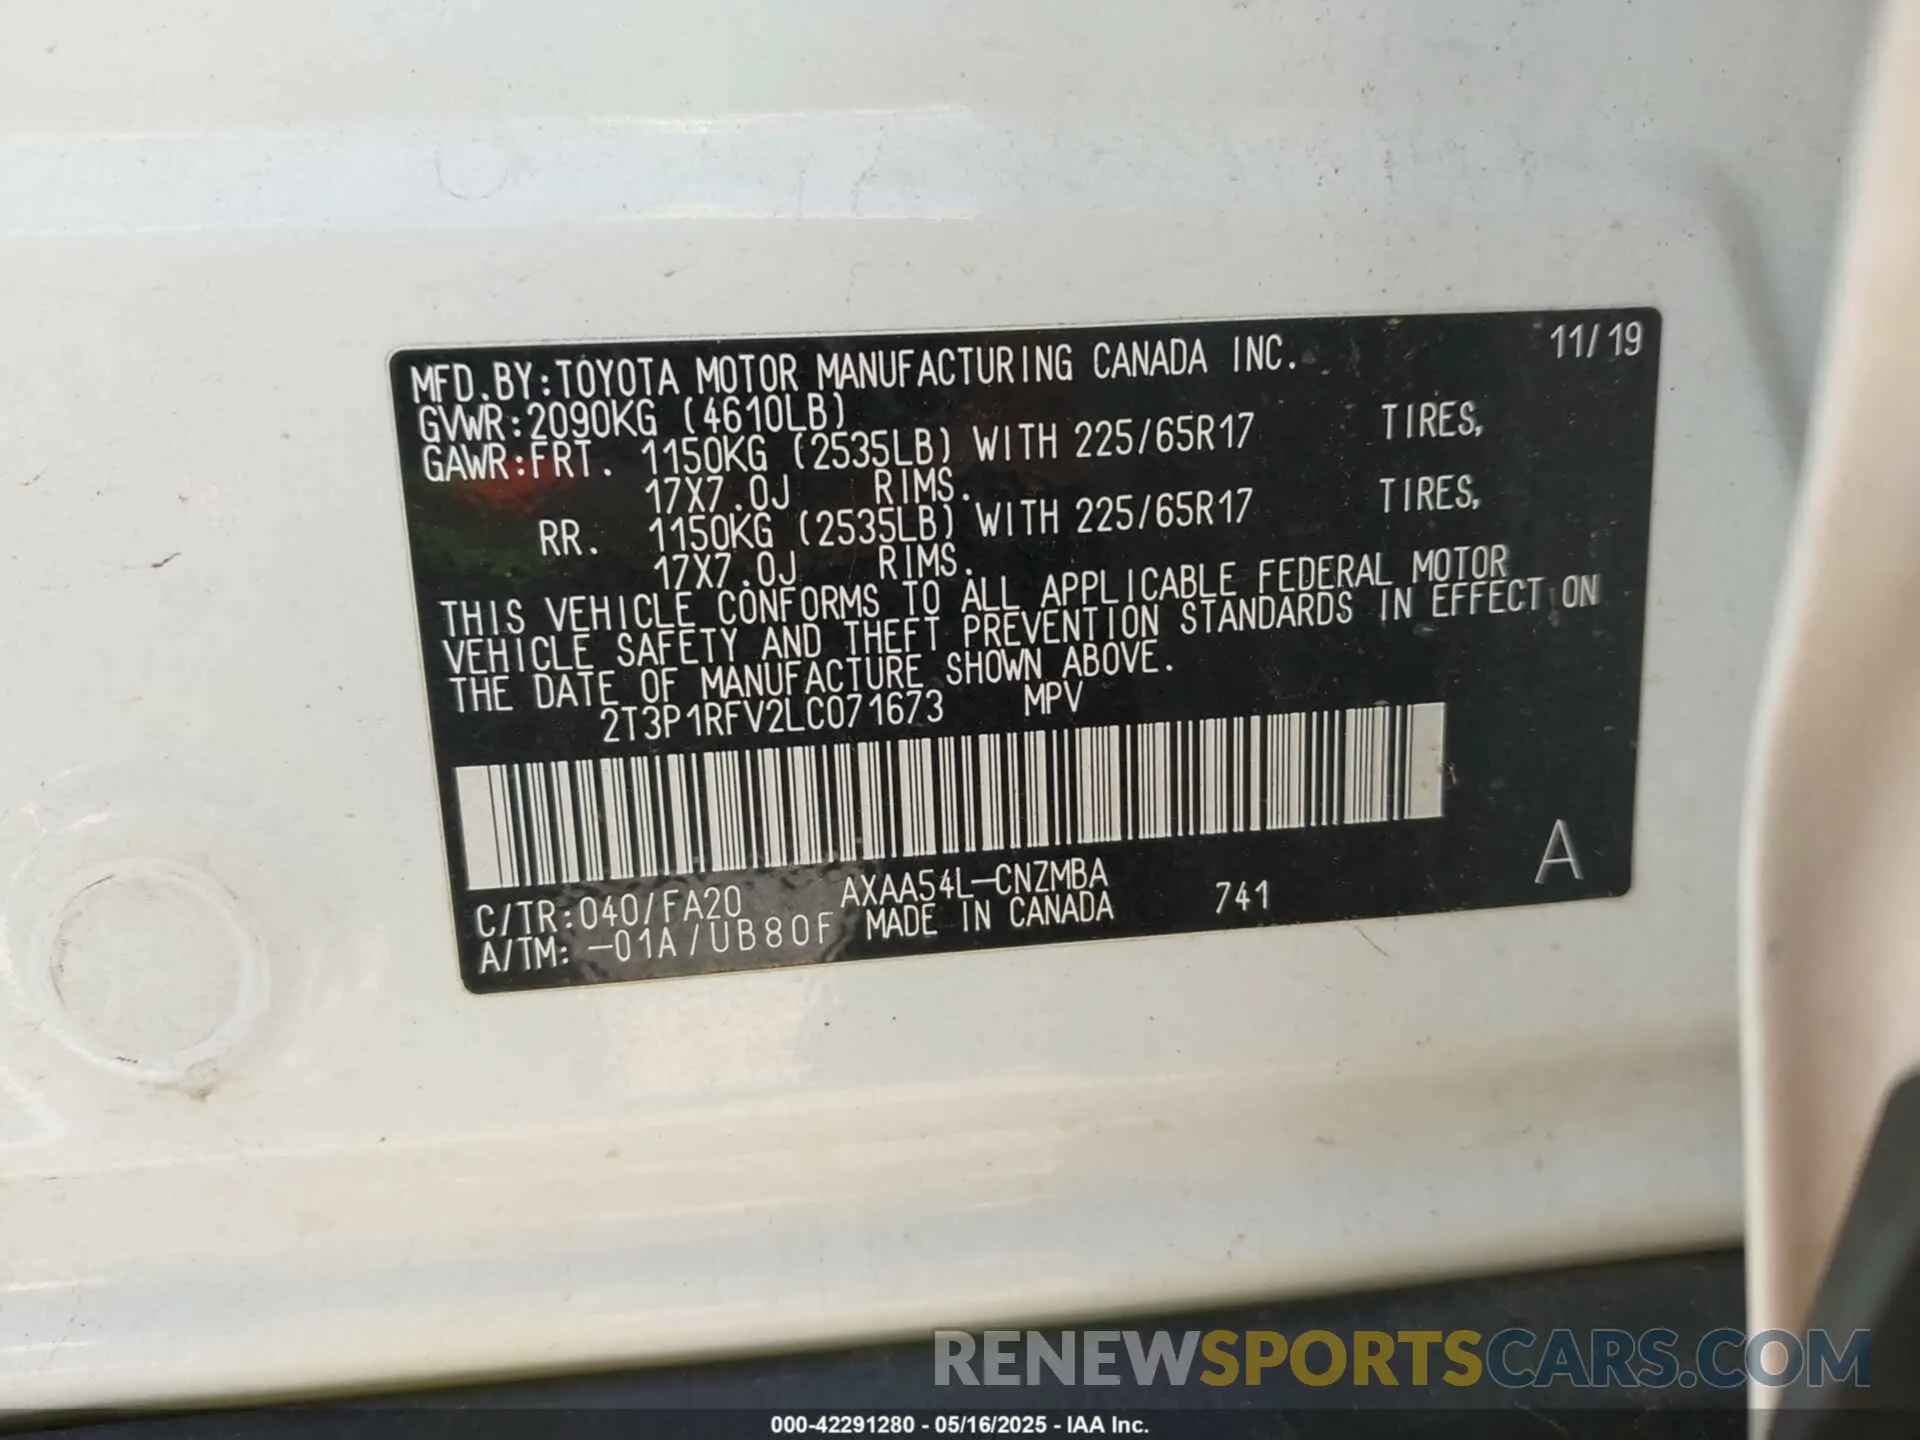 MFD.BY:TOYOTA MOTOR MANUFACTURING CANADA INC. 11/19
GVWR:2090KG (4610LB)
GAWR:FRT. 1150KG (2535LB) WITH 225/65R17 TIRES,
17X7.0J RIMS.
RR. 1150KG (2535LB) WITH 225/65R17 TIRES,
17X7.0J RIMS.
THIS VEHICLE CONFORMS TO ALL APPLICABLE FEDERAL MOTOR
VEHICLE SAFETY AND THEFT PREVENTION STANDARDS IN EFFECT ON
THE DATE OF MANUFACTURE SHOWN ABOVE.
2T3P1RFV2LC071673 MPV
A
C/TR:040/FA20 AXAA54L-CNZMBA 741
A/TM: -01A/UB80F MADE IN CANADA
RENEWSPORTSCARS.COM
000-42291280 - 05/16/2025 - IAA Inc.